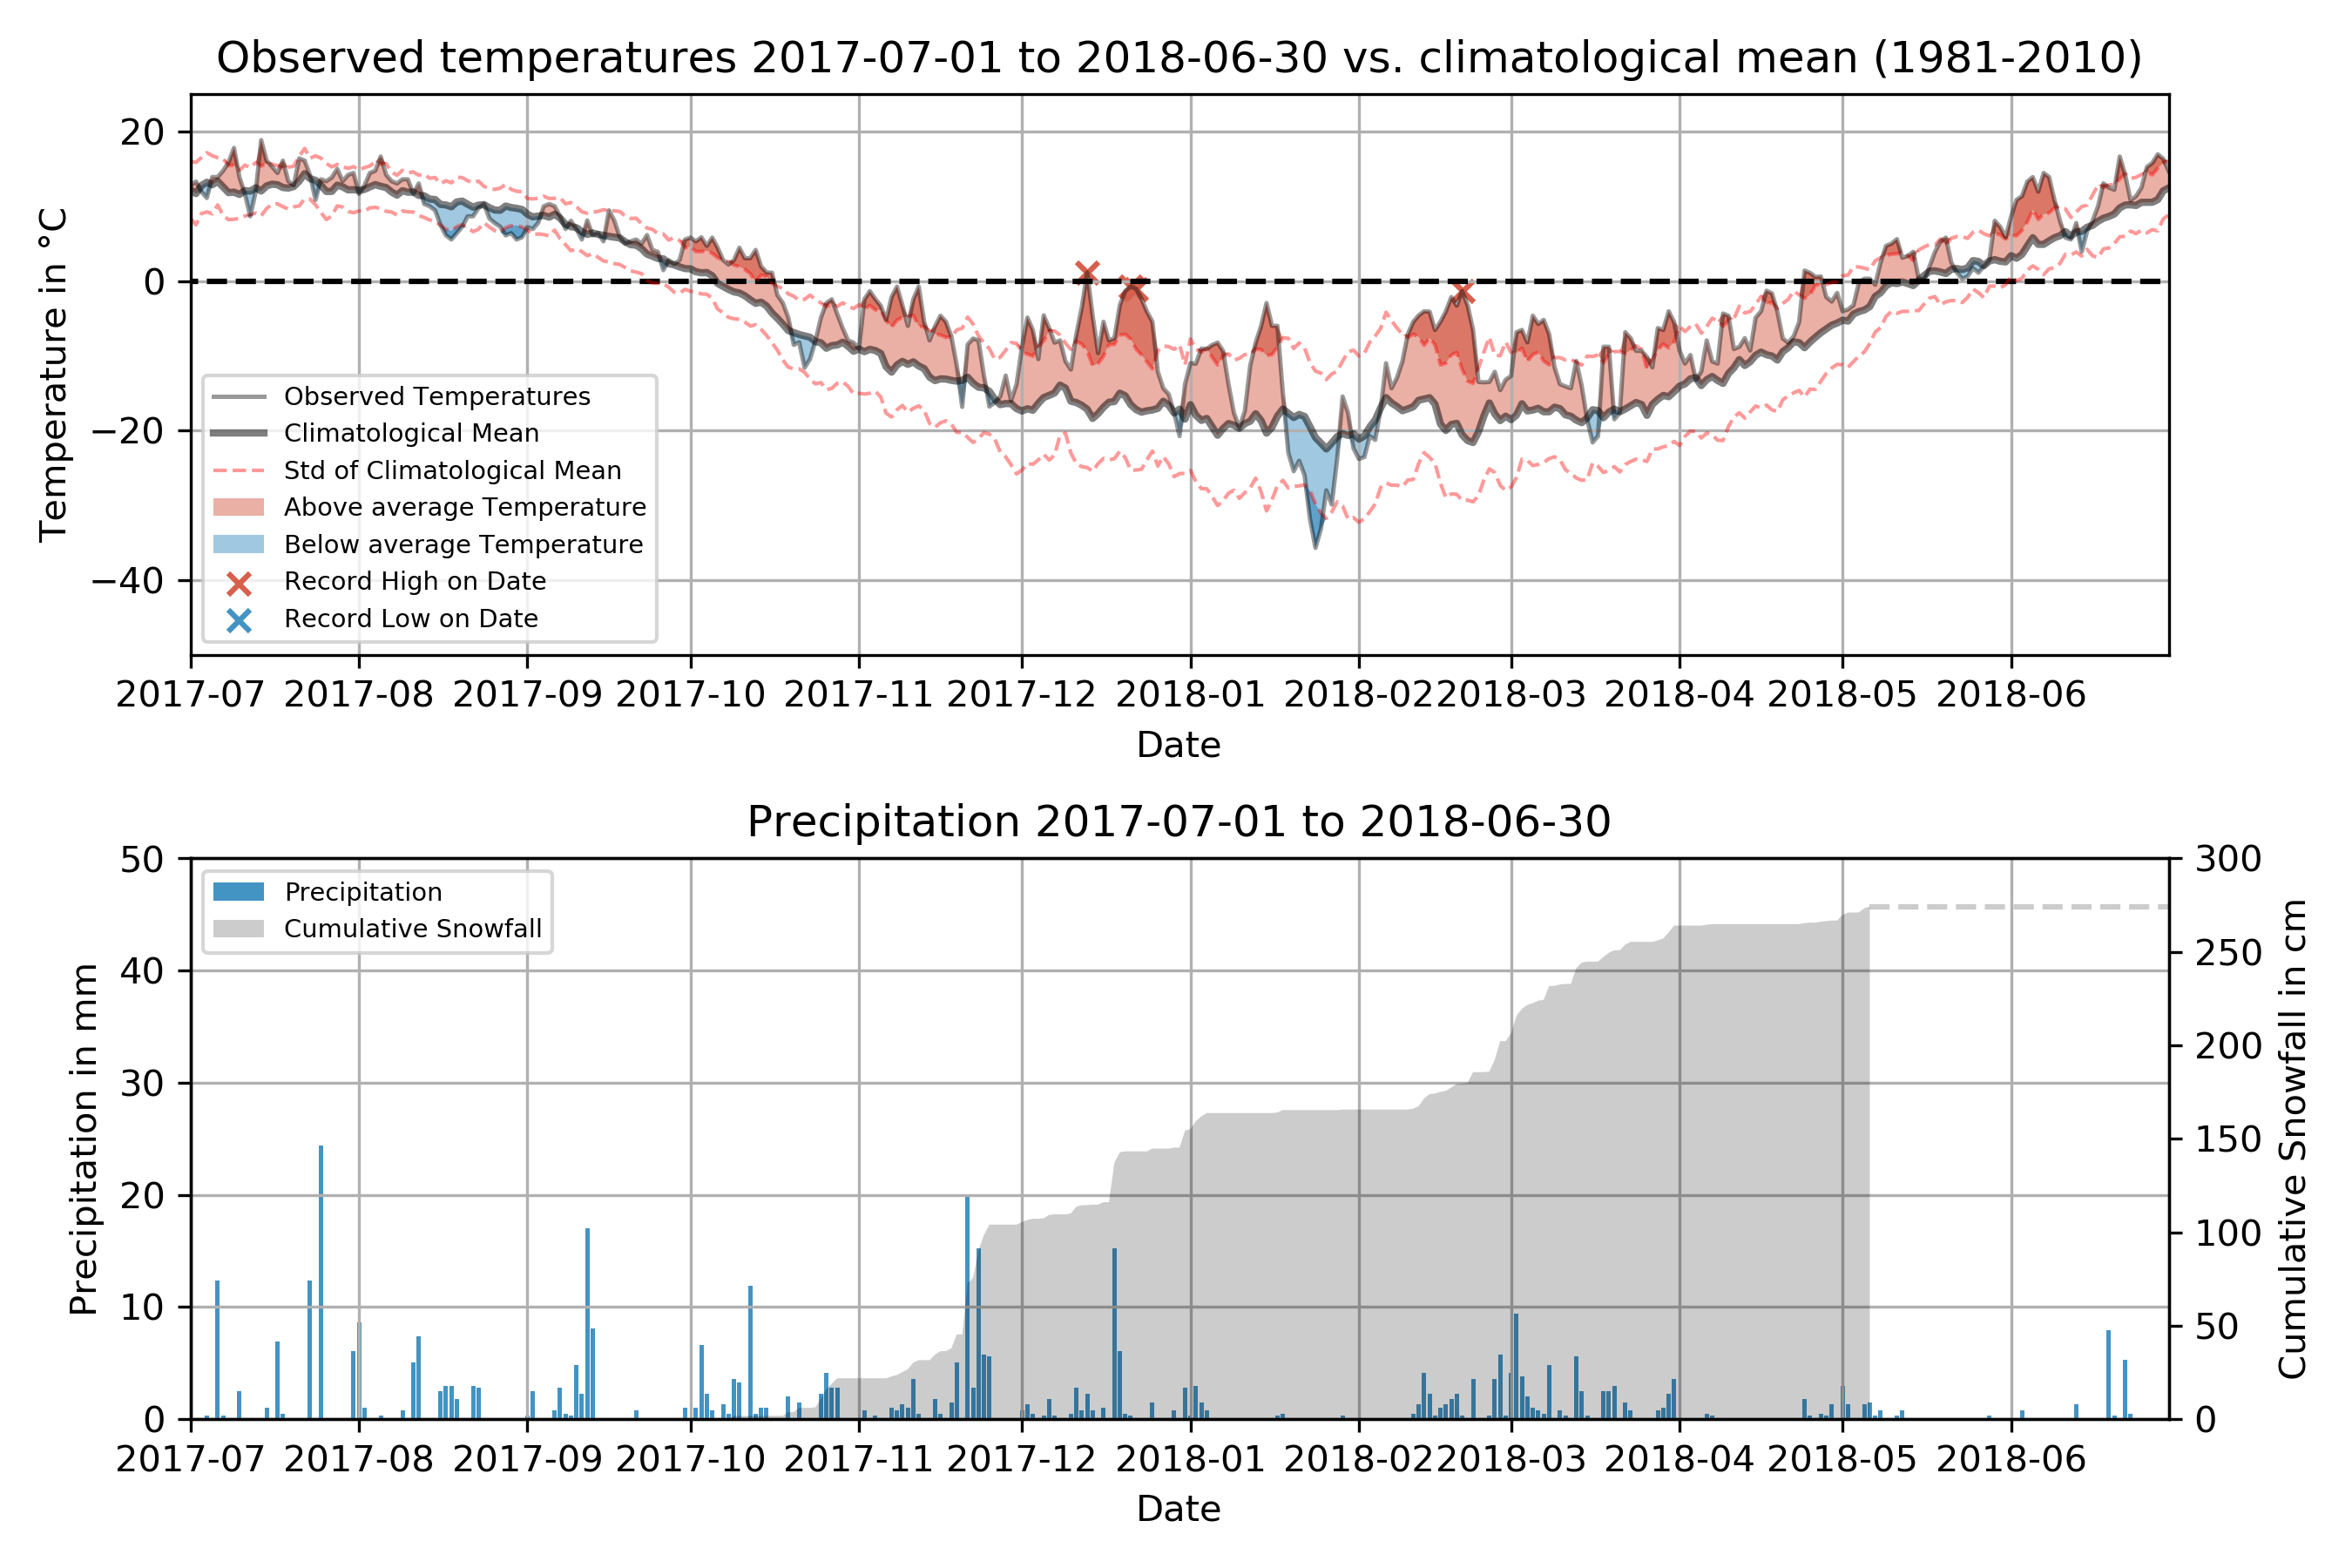 Observed temperatures 2017-07-01 to 2018-06-30 vs. climatological mean (1981-2010)
20
0
−20
−40
Temperature in °C
Observed Temperatures
Climatological Mean
Std of Climatological Mean
Above average Temperature
Below average Temperature
Record High on Date
Record Low on Date
2017-07 2017-08 2017-09 2017-10 2017-11 2017-12 2018-01 2018-02 2018-03 2018-04 2018-05 2018-06
Date
Precipitation 2017-07-01 to 2018-06-30
50
40
30
20
10
0
Precipitation in mm
Precipitation
Cumulative Snowfall
300
250
200
150
100
50
0
Cumulative Snowfall in cm
2017-07 2017-08 2017-09 2017-10 2017-11 2017-12 2018-01 2018-02 2018-03 2018-04 2018-05 2018-06
Date